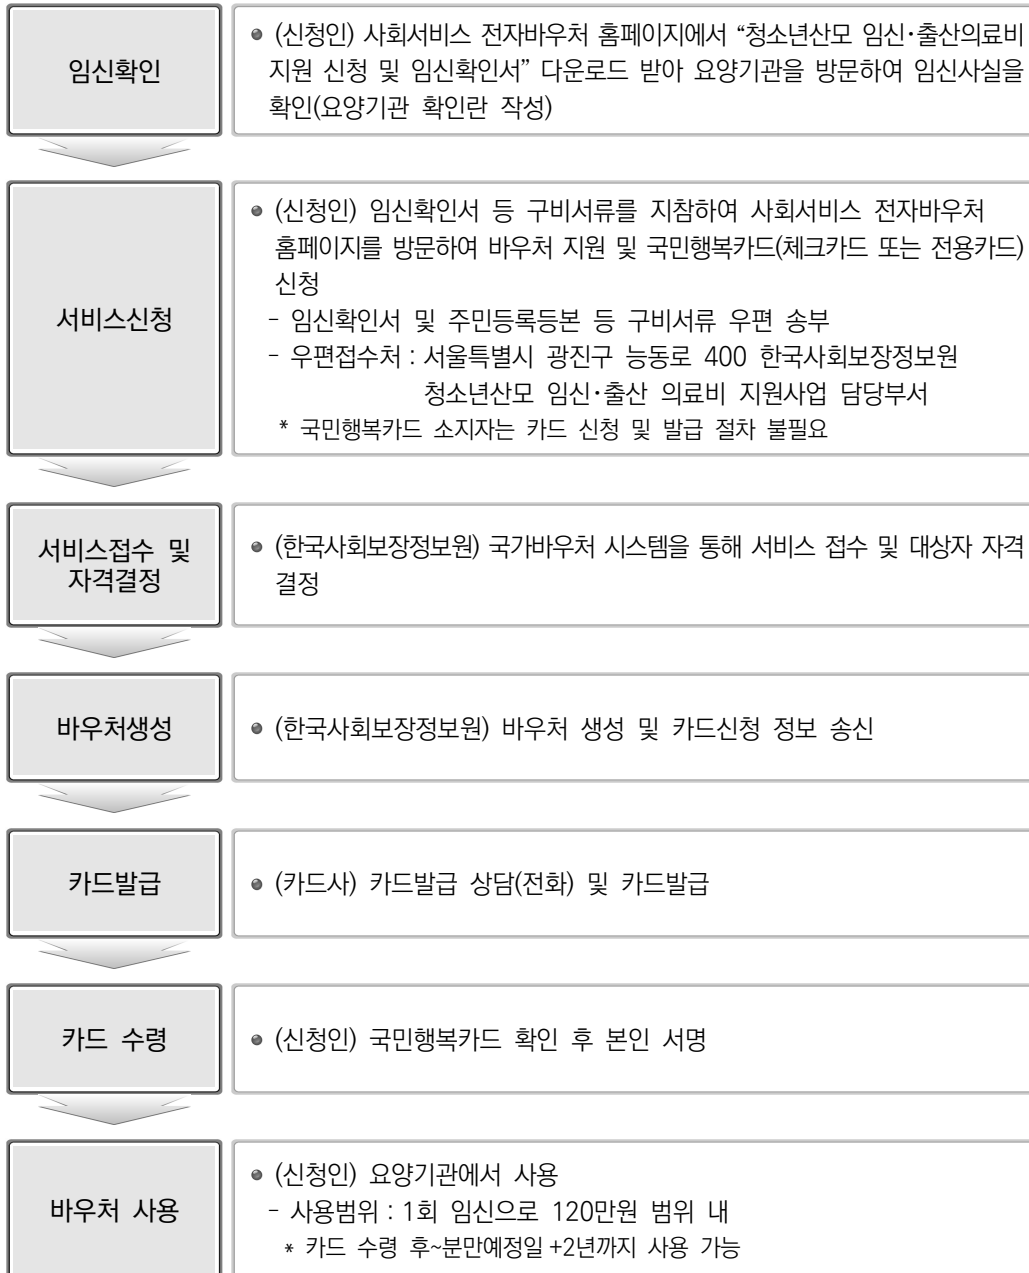 임신확인
• (신청인) 사회서비스 전자바우처 홈페이지에서 “청소년산모 임신·출산의료비
지원 신청 및 임신확인서” 다운로드 받아 요양기관을 방문하여 임신사실을
확인(요양기관 확인란 작성)
서비스신청
• (신청인) 임신확인서 등 구비서류를 지참하여 사회서비스 전자바우처
홈페이지를 방문하여 바우처 지원 및 국민행복카드(체크카드 또는 전용카드)
신청
- 임신확인서 및 주민등록등본 등 구비서류 우편 송부
- 우편접수처 : 서울특별시 광진구 능동로 400 한국사회보장정보원
청소년산모 임신·출산 의료비 지원사업 담당부서
* 국민행복카드 소지자는 카드 신청 및 발급 절차 불필요
서비스접수 및
자격결정
• (한국사회보장정보원) 국가바우처 시스템을 통해 서비스 접수 및 대상자 자격
결정
바우처생성
• (한국사회보장정보원) 바우처 생성 및 카드신청 정보 송신
카드발급
• (카드사) 카드발급 상담(전화) 및 카드발급
카드 수령
• (신청인) 국민행복카드 확인 후 본인 서명
바우처 사용
• (신청인) 요양기관에서 사용
- 사용범위 : 1회 임신으로 120만원 범위 내
* 카드 수령 후~분만예정일 +2년까지 사용 가능